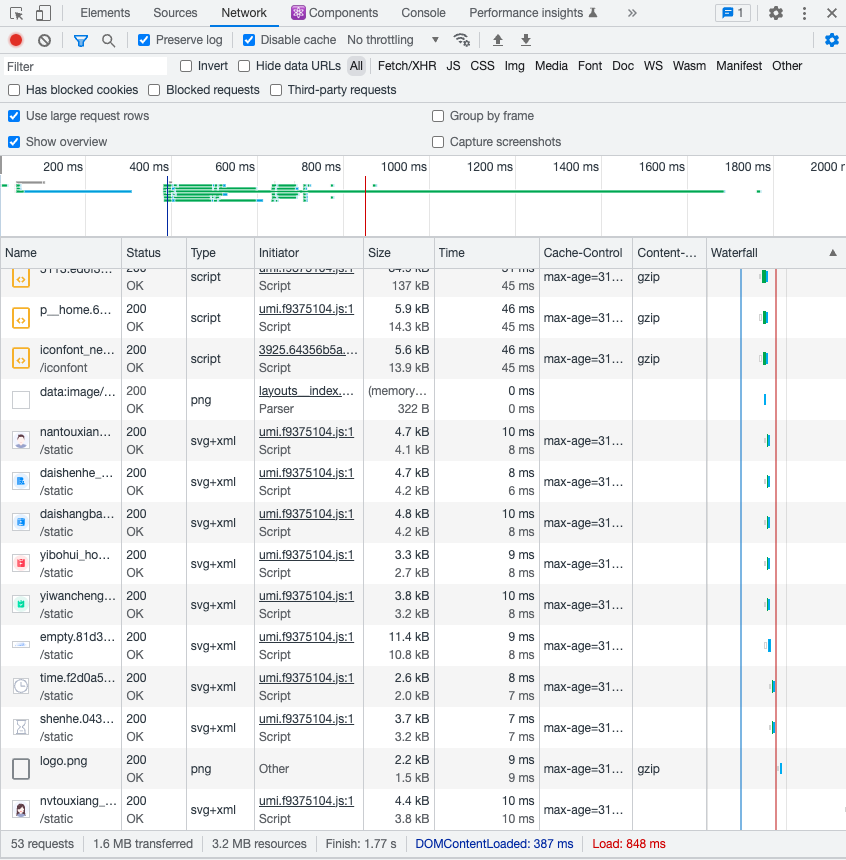 Elements Sources Network Components Console Performance insights » 1
Preserve log Disable cache No throttling
Filter Invert Hide data URLs All Fetch/XHR JS CSS Img Media Font Doc WS Wasm Manifest Other
Has blocked cookies Blocked requests Third-party requests
Use large request rows Group by frame
Show overview Capture screenshots
200 ms 400 ms 600 ms 800 ms 1000 ms 1200 ms 1400 ms 1600 ms 1800 ms 2000 r
Name Status Type Initiator Size Time Cache-Control Content-... Waterfall
200 umi.f9375104.js:1
script max-age=31... gzip
OK Script 137 kB 45 ms
p__home.6... 200 umi.f9375104.js:1 5.9 kB 46 ms
script max-age=31... gzip
OK Script 14.3 kB 45 ms
iconfont_ne... 200 3925.64356b5a.... 5.6 kB 46 ms
script max-age=31... gzip
/iconfont OK Script 13.9 kB 45 ms
data:image/... 200 layouts__index.... (memory... 0 ms
png
OK Parser 322 B 0 ms
nantouxian... 200 umi.f9375104.js:1 4.7 kB 10 ms
svg+xml max-age=31...
/static OK Script 4.1 kB 8 ms
daishenhe_... 200 umi.f9375104.js:1 4.7 kB 8 ms
svg+xml max-age=31...
/static OK Script 4.2 kB 6 ms
daishangba... 200 umi.f9375104.js:1 4.8 kB 10 ms
svg+xml max-age=31...
/static OK Script 4.2 kB 8 ms
yibohui_ho... 200 umi.f9375104.js:1 3.3 kB 9 ms
svg+xml max-age=31...
/static OK Script 2.7 kB 8 ms
yiwancheng... 200 umi.f9375104.js:1 3.8 kB 10 ms
svg+xml max-age=31...
/static OK Script 3.2 kB 8 ms
empty.81d3... 200 umi.f9375104.js:1 11.4 kB 9 ms
svg+xml max-age=31...
/static OK Script 10.8 kB 8 ms
time.f2d0a5... 200 umi.f9375104.js:1 2.6 kB 8 ms
svg+xml max-age=31...
/static OK Script 2.0 kB 7 ms
shenhe.043... 200 umi.f9375104.js:1 3.7 kB 7 ms
svg+xml max-age=31...
/static OK Script 3.2 kB 7 ms
logo.png 200 2.2 kB 9 ms
png Other max-age=31... gzip
OK 1.5 kB 9 ms
nvtouxiang_... 200 umi.f9375104.js:1 4.4 kB 10 ms
svg+xml max-age=31...
/static OK Script 3.8 kB 10 ms
53 requests 1.6 MB transferred 3.2 MB resources Finish: 1.77 s DOMContentLoaded: 387 ms Load: 848 ms